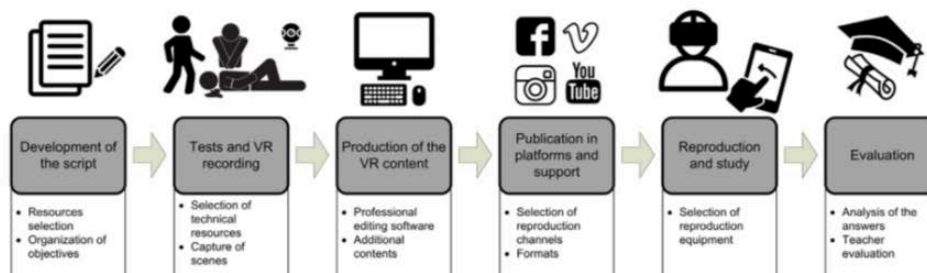 You
Tube
Development of
the script
Tests and VR
recording
Production of the
VR content
Publication in
platforms and
support
Reproduction
and study
Evaluation
• Resources
selection
• Organization of
objectives
• Selection of
technical
resources
• Capture of
scenes
• Professional
editing software
• Additional
contents
• Selection of
reproduction
channels
• Formats
• Selection of
reproduction
equipment
• Analysis of the
answers
• Teacher
evaluation